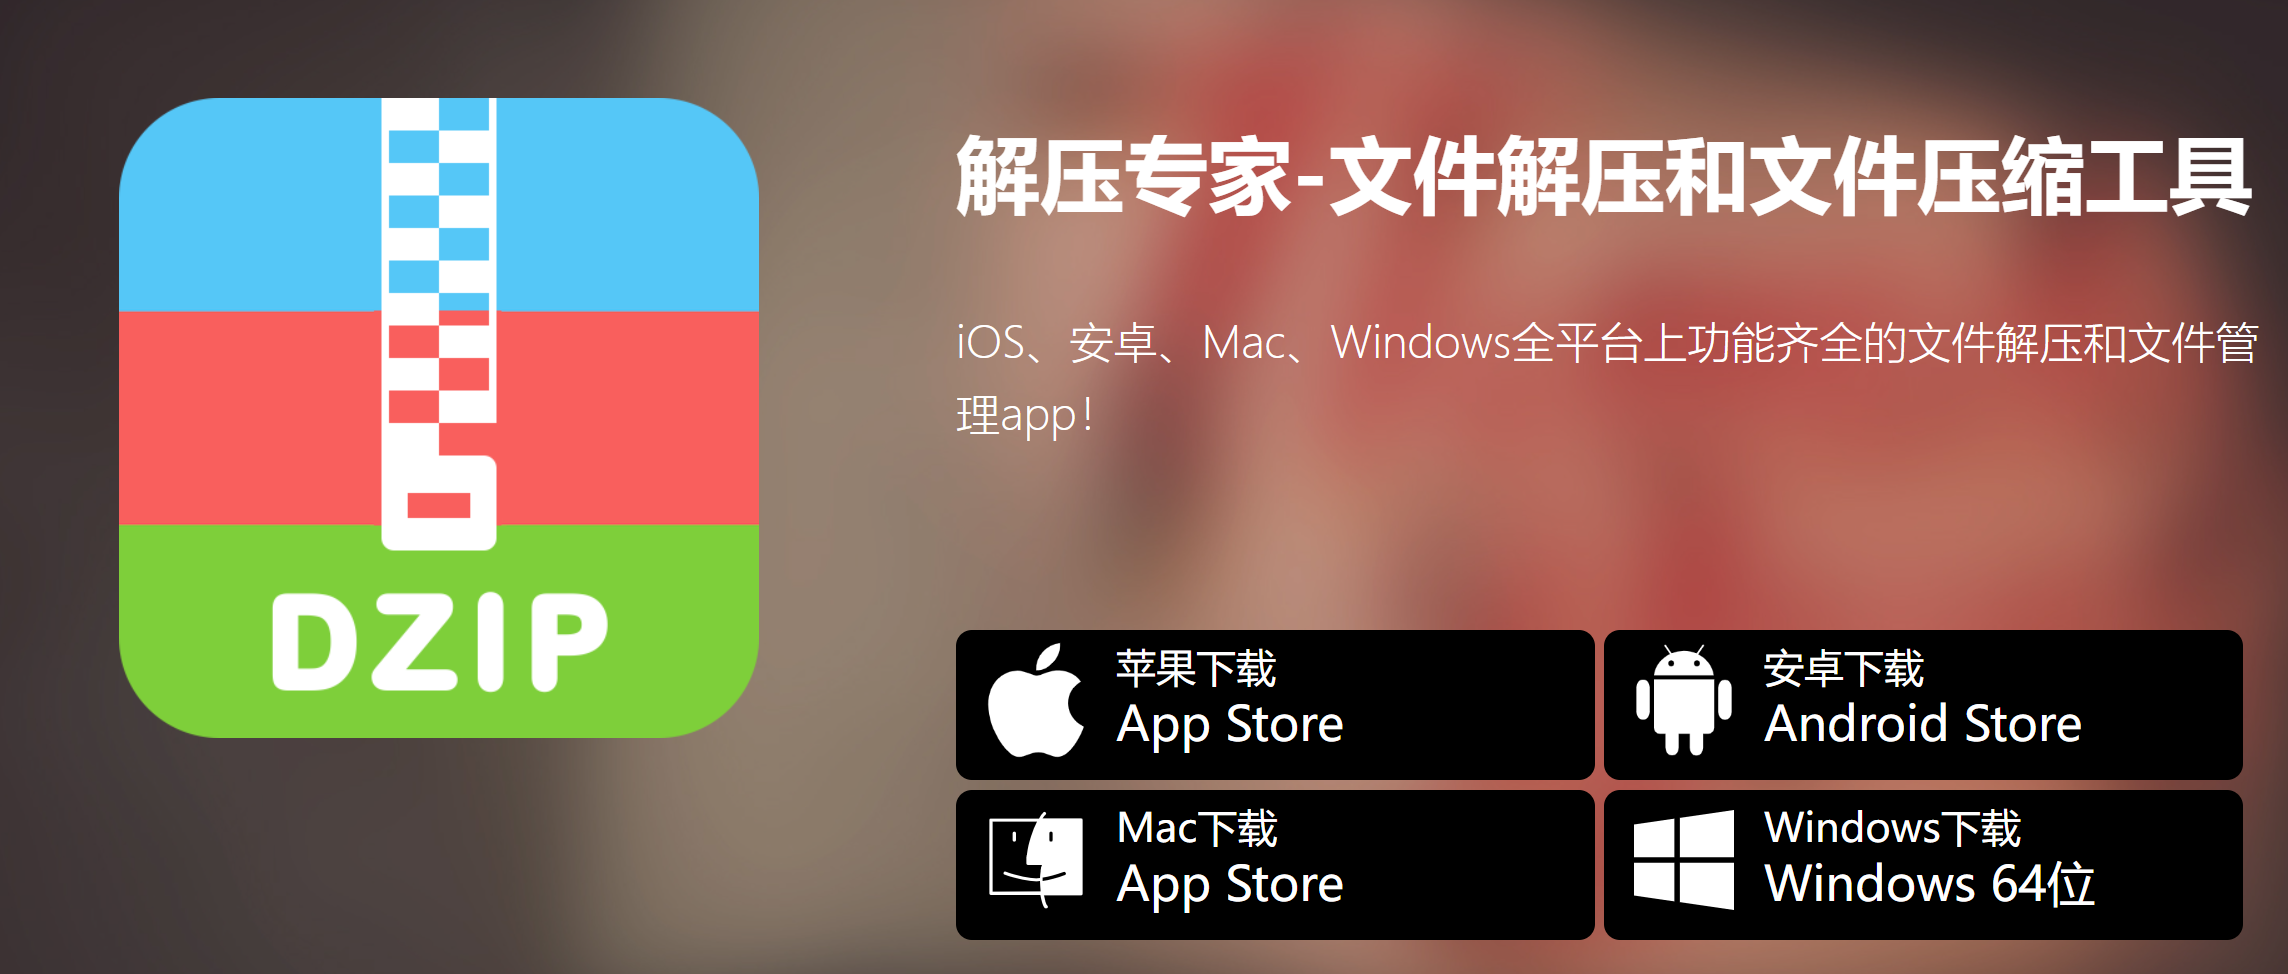 DZIP
解压专家-文件解压和文件压缩工具
iOS、安卓、Mac、Windows全平台上功能齐全的文件解压和文件管
理app!
苹果下载
App Store
安卓下载
Android Store
Mac下载
App Store
Windows下载
Windows 64位